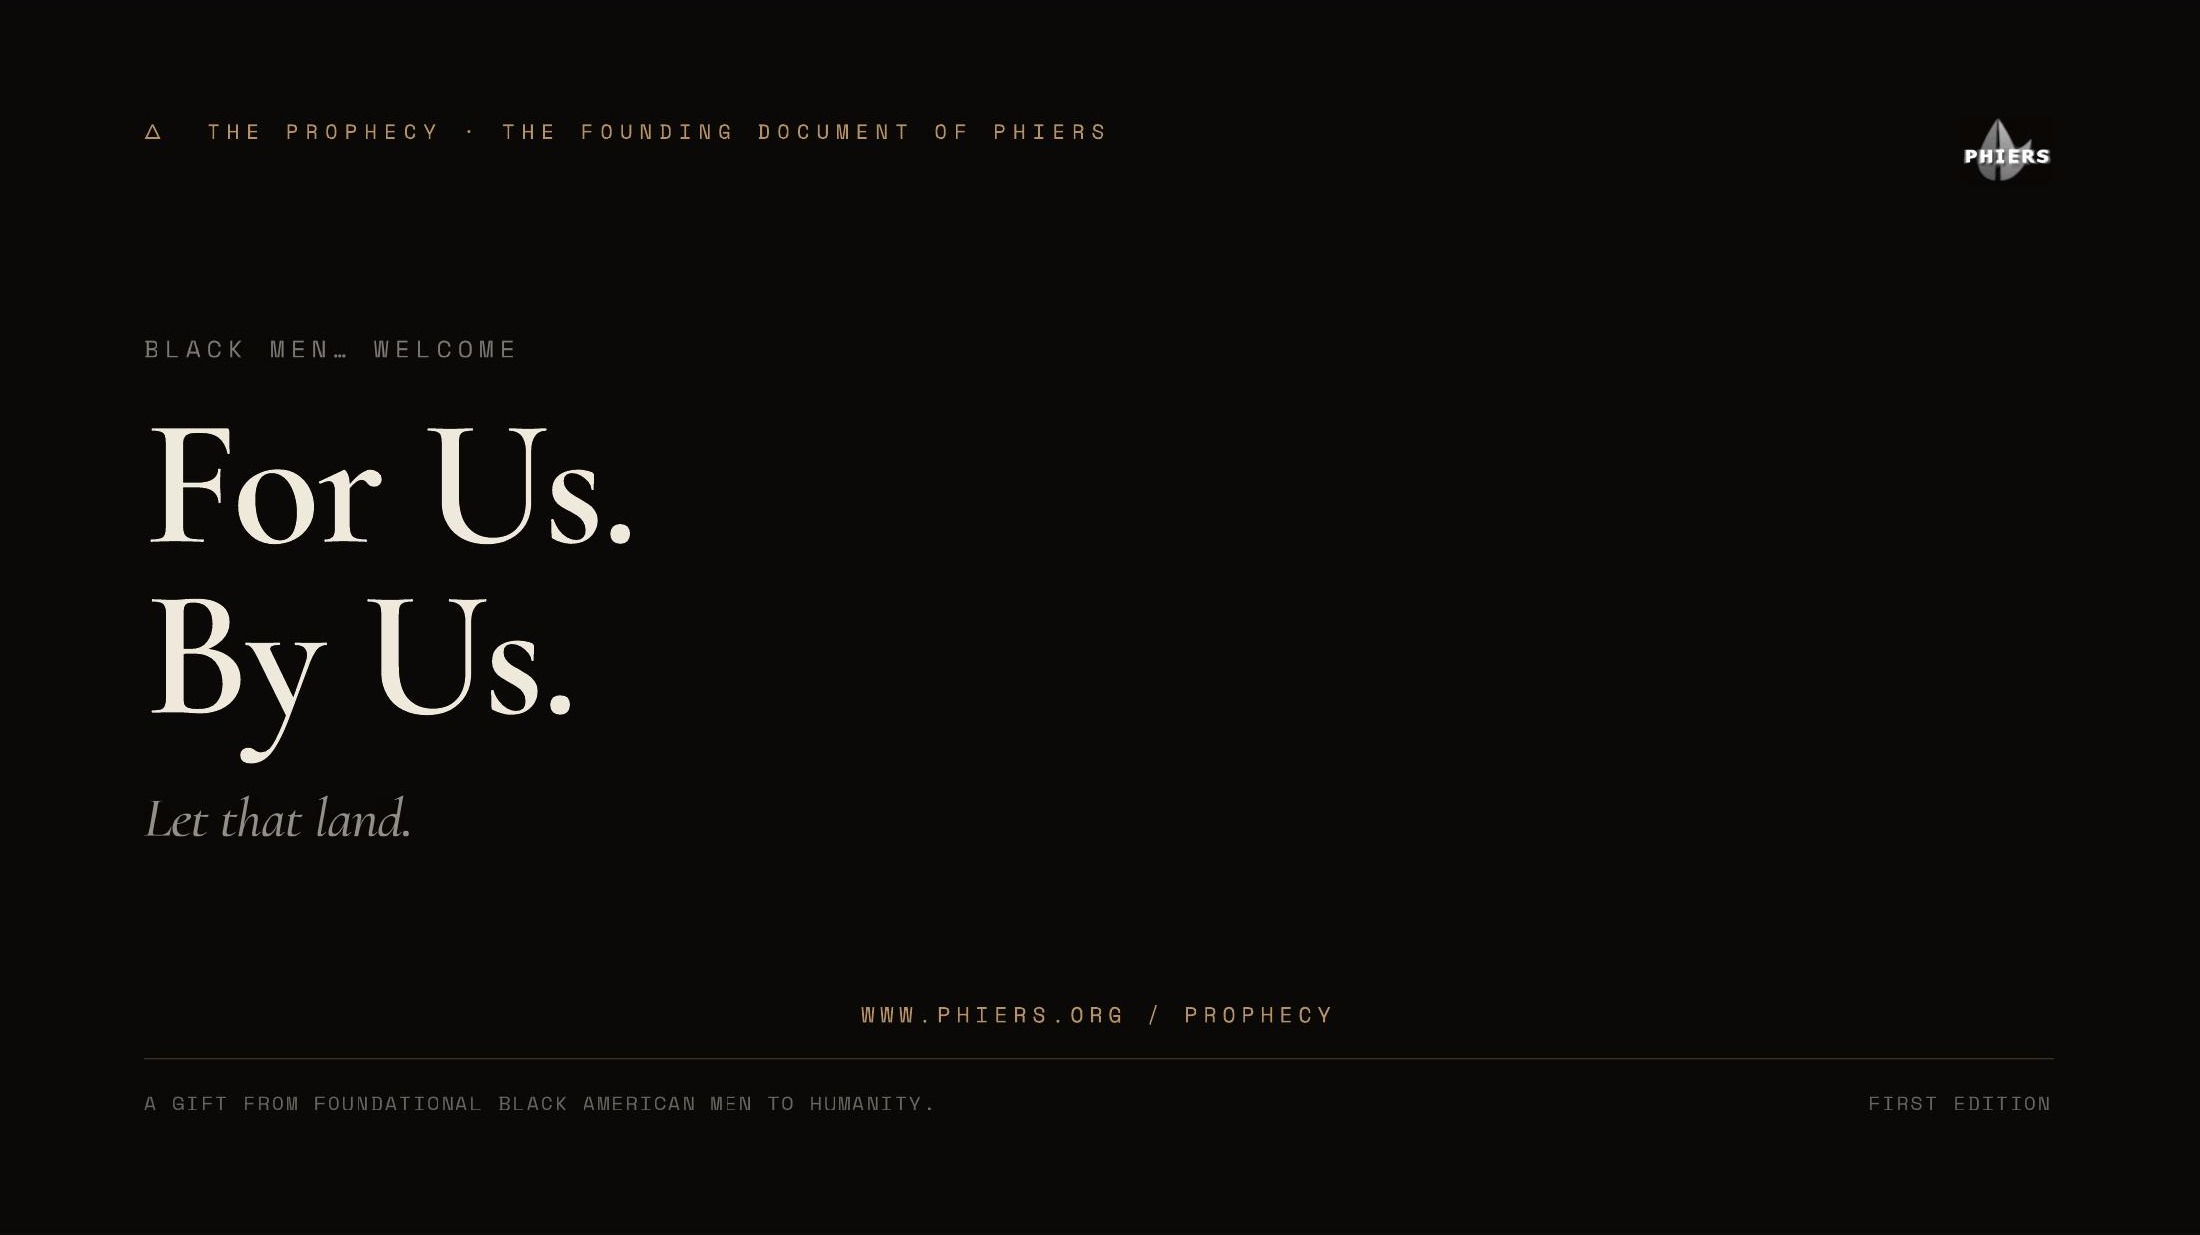 △ THE PROPHECY · THE FOUNDING DOCUMENT OF PHIERS
PHIERS
BLACK MEN… WELCOME
For Us.
By Us.
Let that land.
WWW.PHIERS.ORG / PROPHECY
A GIFT FROM FOUNDATIONAL BLACK AMERICAN MEN TO HUMANITY.
FIRST EDITION